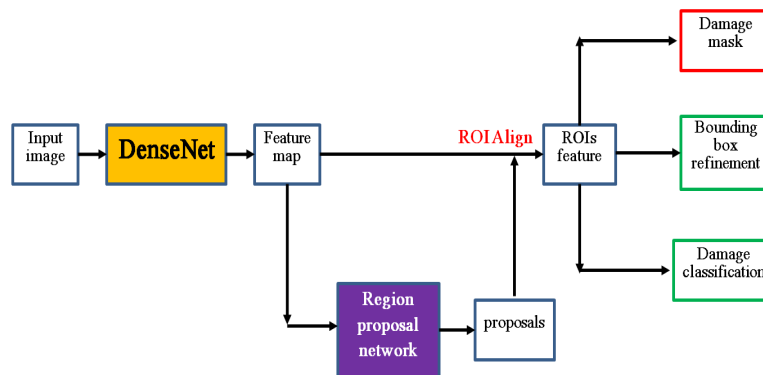 Damage
mask
Input
image
DenseNet
Feature
map
ROIAlign
ROIs
feature
Bounding
box
refinement
Damage
classification
Region
proposal
network
proposals